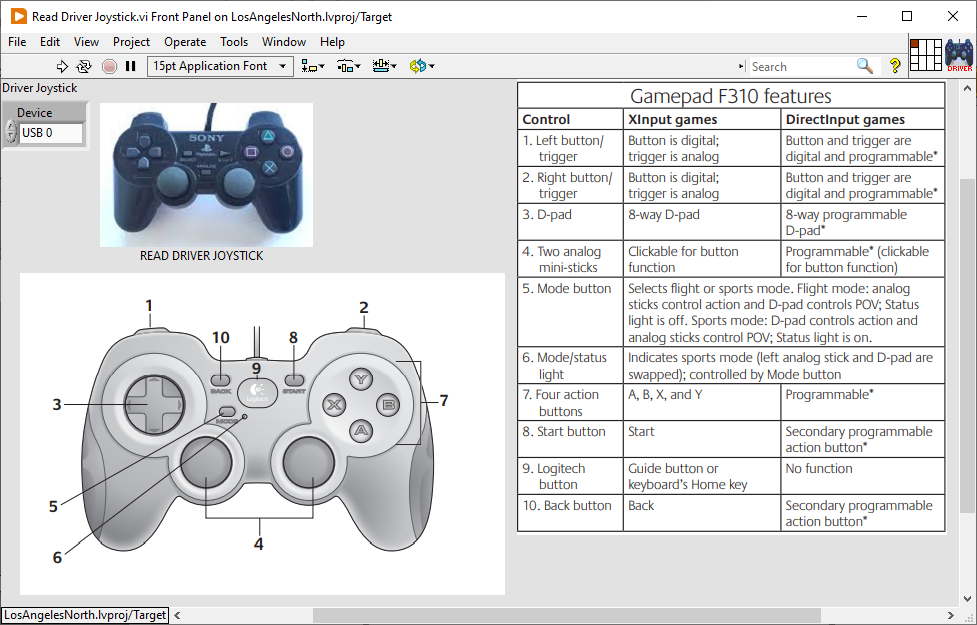 Read Driver Joystick.vi Front Panel on LosAngelesNorth.lvproj/Target
File Edit View Project Operate Tools Window Help
15pt Application Font
Search
?
DRIVER
Driver Joystick
Device
USB 0
SONY
READ DRIVER JOYSTICK
1
2
10
8
9
BACK
START
Logitech
MODE
Y
X
B
A
3
7
5
6
4
Gamepad F310 features
Control XInput games DirectInput games
1. Left button/ Button is digital; Button and trigger are
trigger trigger is analog digital and programmable*
2. Right button/ Button is digital; Button and trigger are
trigger trigger is analog digital and programmable*
3. D-pad 8-way D-pad 8-way programmable
D-pad*
4. Two analog Clickable for button Programmable* (clickable
mini-sticks function for button function)
5. Mode button Selects flight or sports mode. Flight mode: analog
sticks control action and D-pad controls POV; Status
light is off. Sports mode: D-pad controls action and
analog sticks control POV; Status light is on.
6. Mode/status Indicates sports mode (left analog stick and D-pad are
light swapped); controlled by Mode button
7. Four action A, B, X, and Y Programmable*
buttons
8. Start button Start Secondary programmable
action button*
9. Logitech Guide button or No function
button keyboard's Home key
10. Back button Back Secondary programmable
action button*
LosAngelesNorth.lvproj/Target